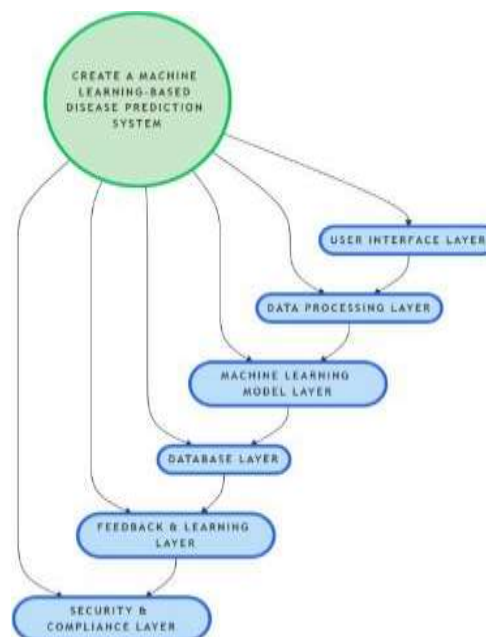 CREATE A MACHINE
LEARNING-BASED
DISEASE PREDICTION
SYSTEM
USER INTERFACE LAYER
DATA PROCESSING LAYER
MACHINE LEARNING
MODEL LAYER
DATABASE LAYER
FEEDBACK & LEARNING
LAYER
SECURITY &
COMPLIANCE LAYER